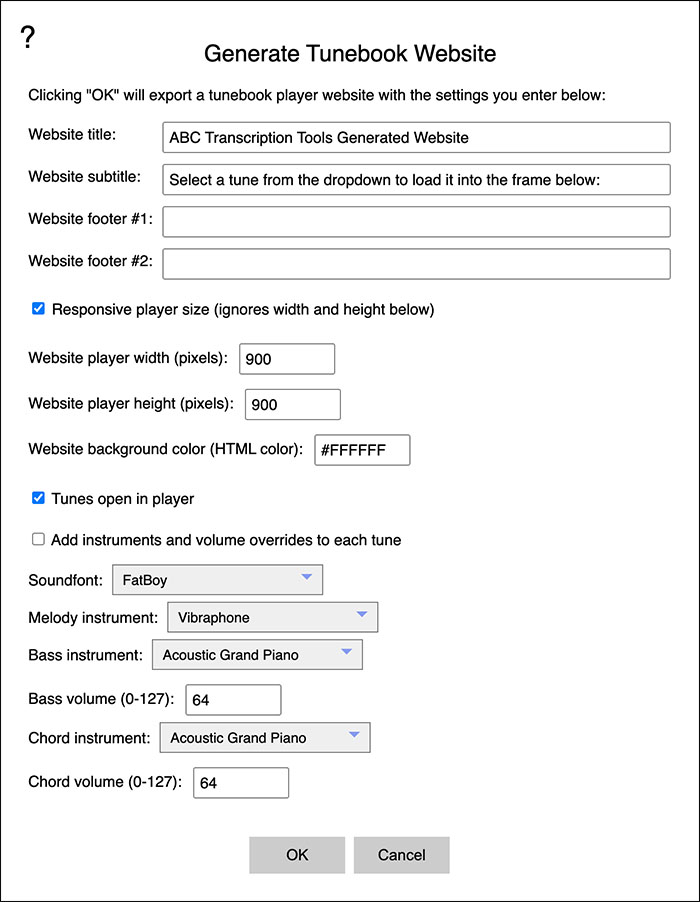 ?
Generate Tunebook Website
Clicking "OK" will export a tunebook player website with the settings you enter below:
Website title: ABC Transcription Tools Generated Website
Website subtitle: Select a tune from the dropdown to load it into the frame below:
Website footer #1:
Website footer #2:
Responsive player size (ignores width and height below)
Website player width (pixels): 900
Website player height (pixels): 900
Website background color (HTML color): #FFFFFF
Tunes open in player
Add instruments and volume overrides to each tune
Soundfont: FatBoy
Melody instrument: Vibraphone
Bass instrument: Acoustic Grand Piano
Bass volume (0-127): 64
Chord instrument: Acoustic Grand Piano
Chord volume (0-127): 64
OK Cancel